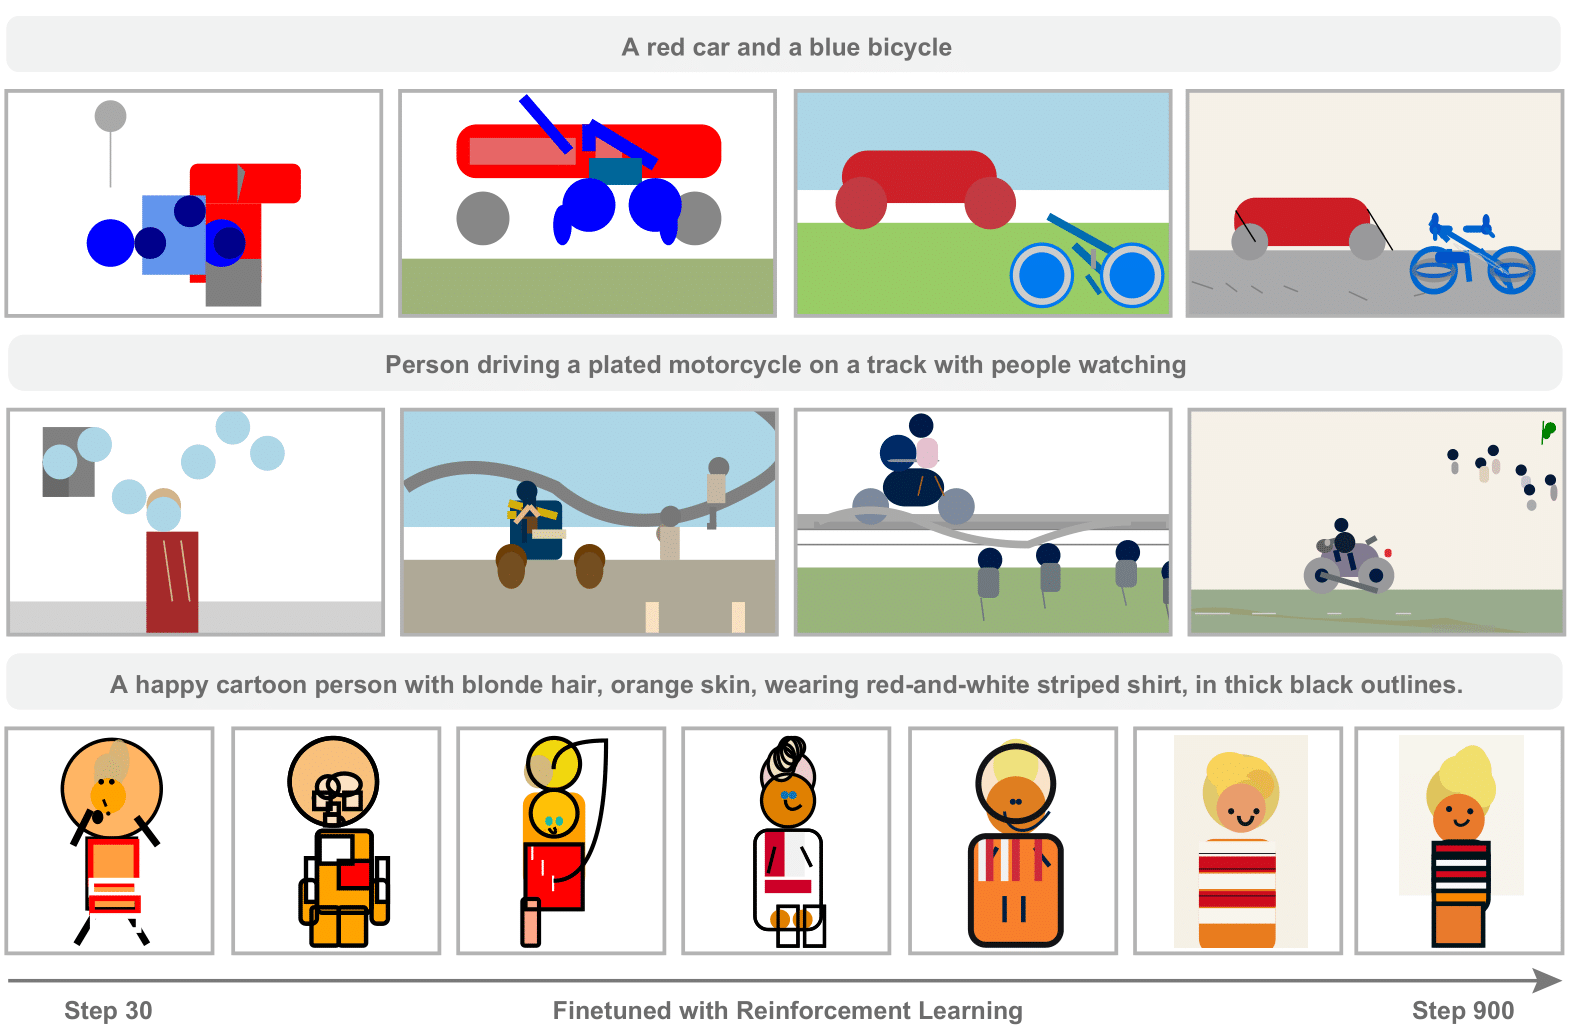 A red car and a blue bicycle
Person driving a plated motorcycle on a track with people watching
A happy cartoon person with blonde hair, orange skin, wearing red-and-white striped shirt, in thick black outlines.
Step 30
Finetuned with Reinforcement Learning
Step 900